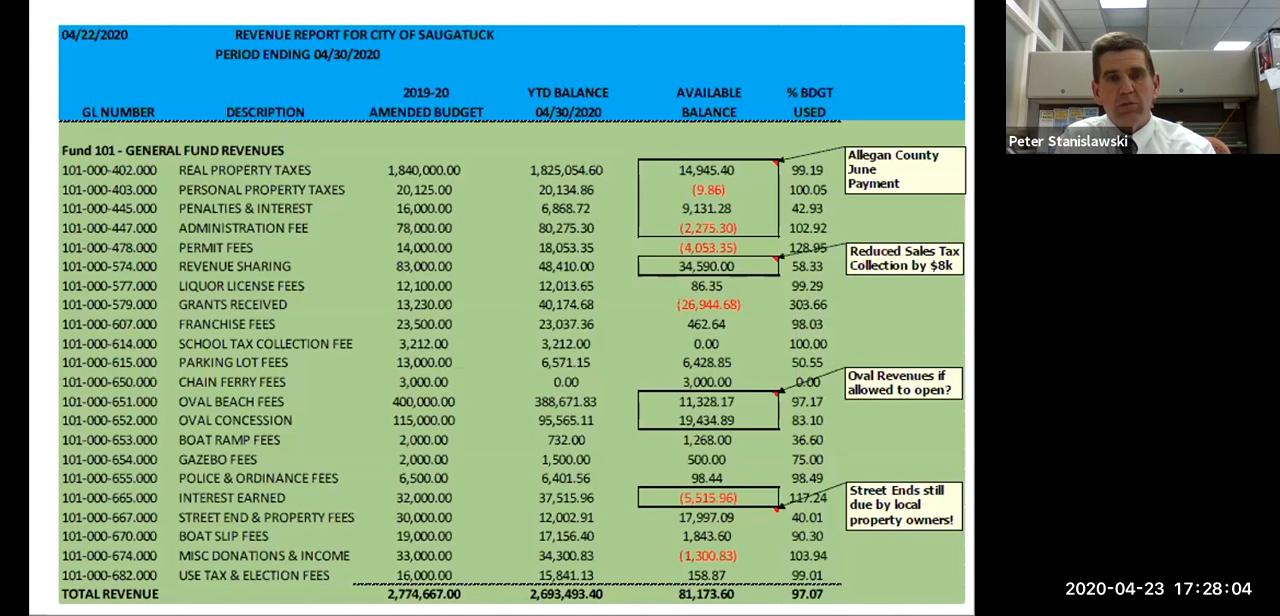 04/22/2020 REVENUE REPORT FOR CITY OF SAUGATUCK
PERIOD ENDING 04/30/2020
2019-20 YTD BALANCE AVAILABLE % BDGT
GL NUMBER DESCRIPTION AMENDED BUDGET 04/30/2020 BALANCE USED
Fund 101 - GENERAL FUND REVENUES
101-000-402.000 REAL PROPERTY TAXES 1,840,000.00 1,825,054.60 14,945.40 99.19
101-000-403.000 PERSONAL PROPERTY TAXES 20,125.00 20,134.86 (9.86) 100.05
101-000-445.000 PENALTIES & INTEREST 16,000.00 6,868.72 9,131.28 42.93
101-000-447.000 ADMINISTRATION FEE 78,000.00 80,275.30 (2,275.30) 102.92
101-000-478.000 PERMIT FEES 14,000.00 18,053.35 (4,053.35) 128.95
101-000-574.000 REVENUE SHARING 83,000.00 48,410.00 34,590.00 58.33
101-000-577.000 LIQUOR LICENSE FEES 12,100.00 12,013.65 86.35 99.29
101-000-579.000 GRANTS RECEIVED 13,230.00 40,174.68 (26,944.68) 303.66
101-000-607.000 FRANCHISE FEES 23,500.00 23,037.36 462.64 98.03
101-000-614.000 SCHOOL TAX COLLECTION FEE 3,212.00 3,212.00 0.00 100.00
101-000-615.000 PARKING LOT FEES 13,000.00 6,571.15 6,428.85 50.55
101-000-650.000 CHAIN FERRY FEES 3,000.00 0.00 3,000.00 0.00
101-000-651.000 OVAL BEACH FEES 400,000.00 388,671.83 11,328.17 97.17
101-000-652.000 OVAL CONCESSION 115,000.00 95,565.11 19,434.89 83.10
101-000-653.000 BOAT RAMP FEES 2,000.00 732.00 1,268.00 36.60
101-000-654.000 GAZEBO FEES 2,000.00 1,500.00 500.00 75.00
101-000-655.000 POLICE & ORDINANCE FEES 6,500.00 6,401.56 98.44 98.49
101-000-665.000 INTEREST EARNED 32,000.00 37,515.96 (5,515.96) 117.24
101-000-667.000 STREET END & PROPERTY FEES 30,000.00 12,002.91 17,997.09 40.01
101-000-670.000 BOAT SLIP FEES 19,000.00 17,156.40 1,843.60 90.30
101-000-674.000 MISC DONATIONS & INCOME 33,000.00 34,300.83 (1,300.83) 103.94
101-000-682.000 USE TAX & ELECTION FEES 16,000.00 15,841.13 158.87 99.01
TOTAL REVENUE 2,774,667.00 2,693,493.40 81,173.60 97.07
Allegan County
June
Payment
Reduced Sales Tax
Collection by $8k
Oval Revenues if
allowed to open?
Street Ends still
due by local
property owners!
Peter Stanislawski
2020-04-23 17:28:04